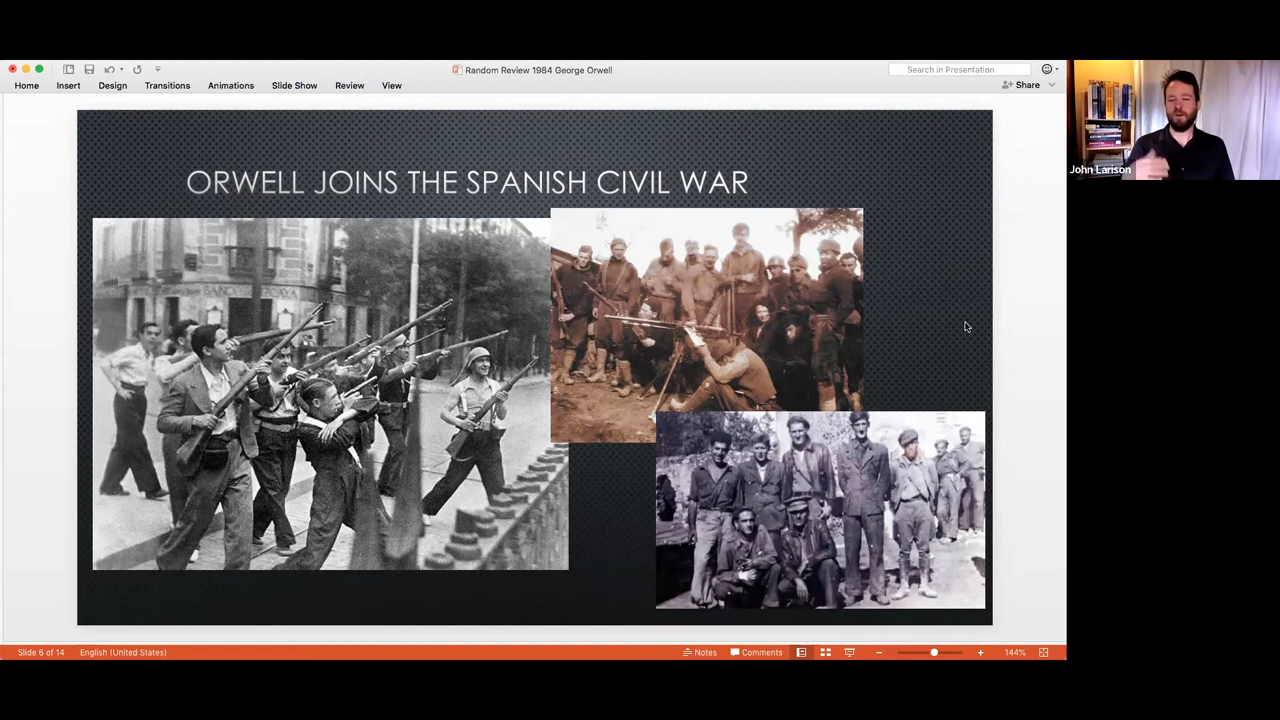 Random Review 1984 George Orwell
Search in Presentation
Home Insert Design Transitions Animations Slide Show Review View
Share
ORWELL JOINS THE SPANISH CIVIL WAR
John Larison
Slide 6 of 14 English (United States)
Notes Comments 144%